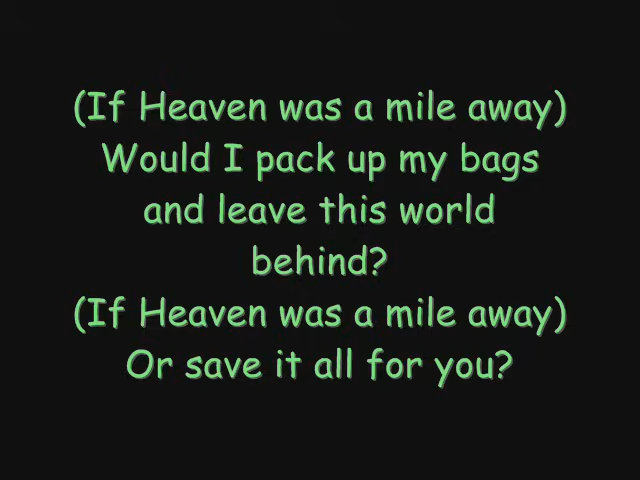 (If Heaven was a mile away)
Would I pack up my bags
and leave this world
behind?
(If Heaven was a mile away)
Or save it all for you?